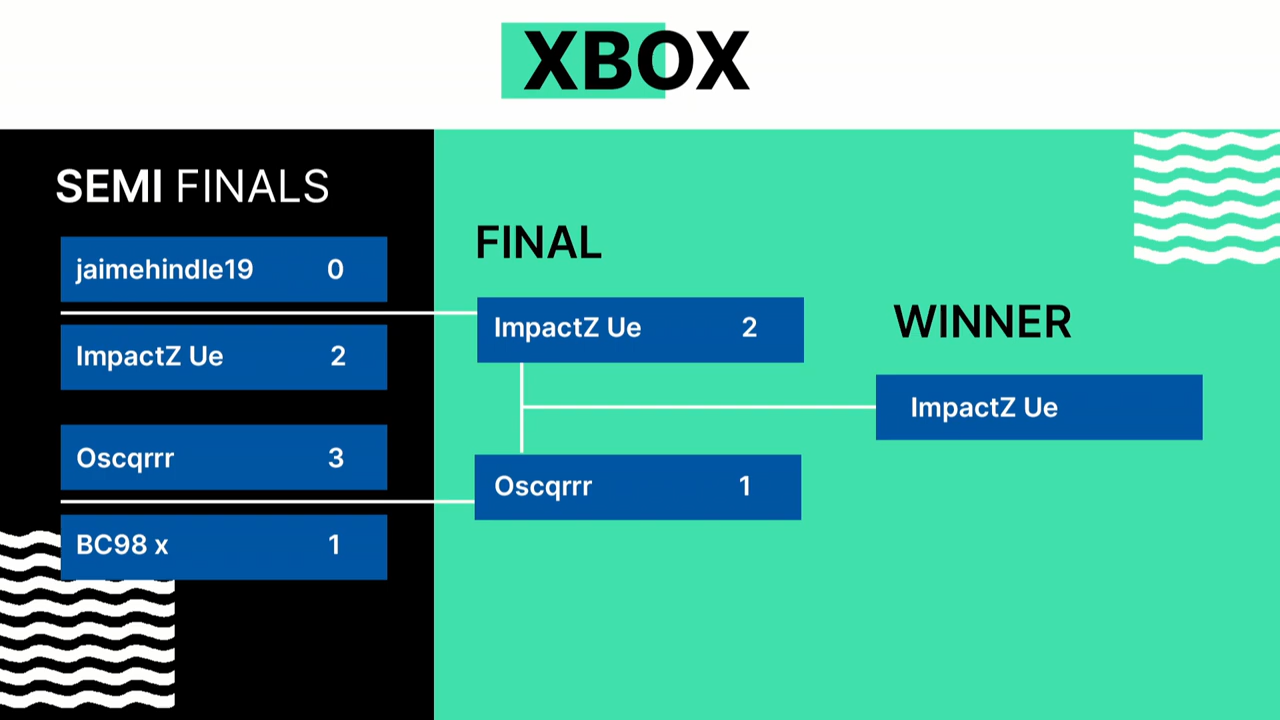 XBOX
SEMI FINALS
jaimehindle19 0
ImpactZ Ue 2
Oscqrrr 3
BC98 x 1
FINAL
ImpactZ Ue 2
Oscqrrr 1
WINNER
ImpactZ Ue